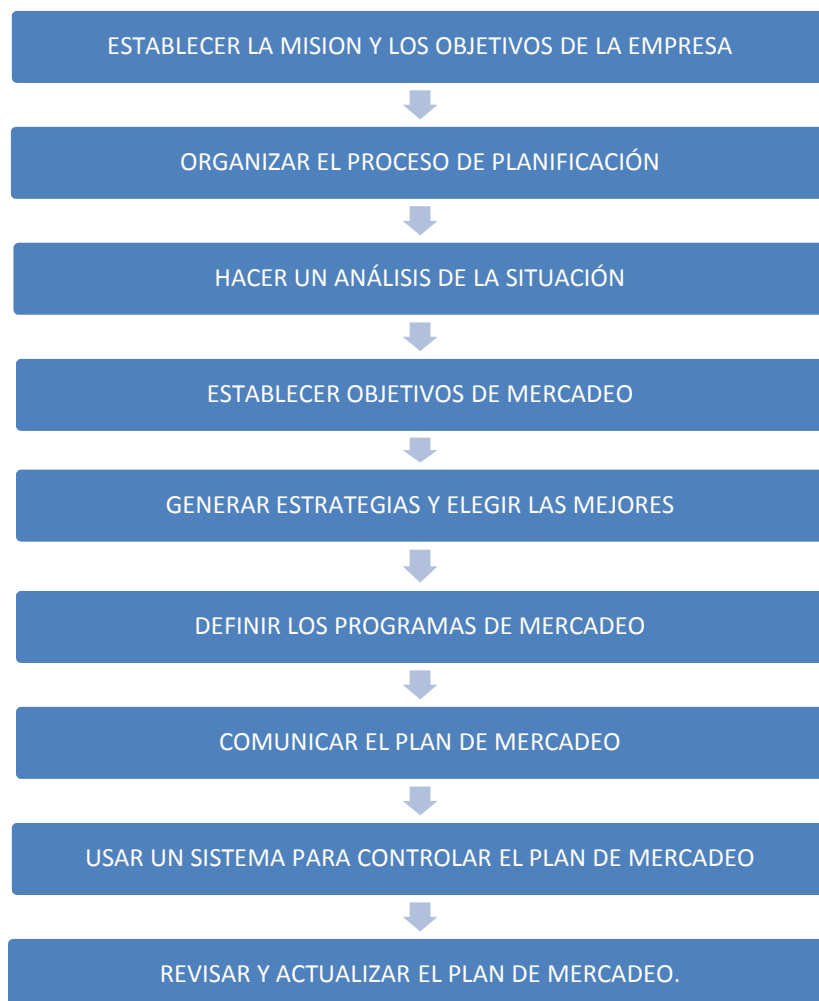 ESTABLECER LA MISION Y LOS OBJETIVOS DE LA EMPRESA
ORGANIZAR EL PROCESO DE PLANIFICACIÓN
HACER UN ANÁLISIS DE LA SITUACIÓN
ESTABLECER OBJETIVOS DE MERCADEO
GENERAR ESTRATEGIAS Y ELEGIR LAS MEJORES
DEFINIR LOS PROGRAMAS DE MERCADEO
COMUNICAR EL PLAN DE MERCADEO
USAR UN SISTEMA PARA CONTROLAR EL PLAN DE MERCADEO
REVISAR Y ACTUALIZAR EL PLAN DE MERCADEO.